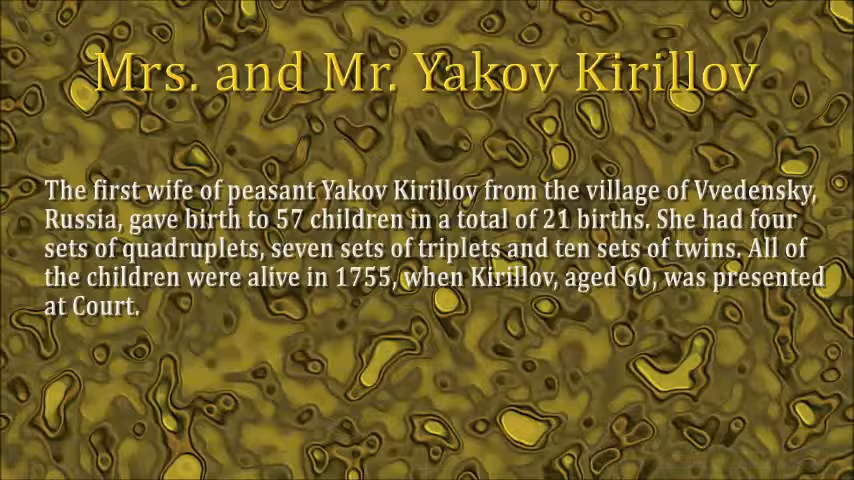 Mrs. and Mr. Yakov Kirillov
The first wife of peasant Yakov Kirillov from the village of Vvedensky,
Russia, gave birth to 57 children in a total of 21 births. She had four
sets of quadruplets, seven sets of triplets and ten sets of twins. All of
the children were alive in 1755, when Kirillov, aged 60, was presented
at Court.